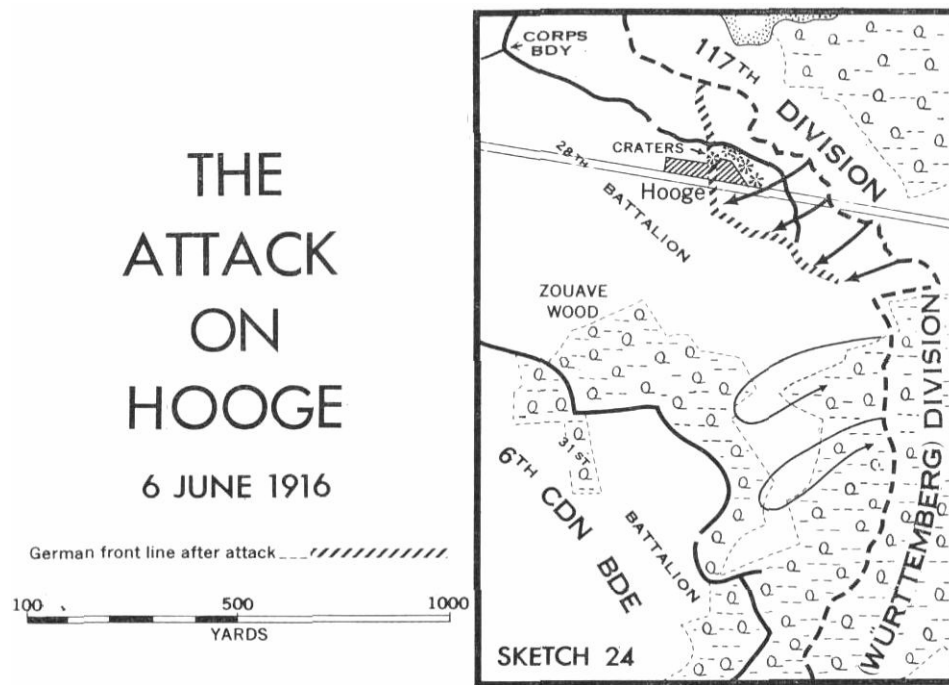 THE
ATTACK
ON
HOOGE
6 JUNE 1916
German front line after attack
100 500 1000
YARDS
CORPS
BDY
117TH DIVISION
CRATERS
28TH BATTALION
Hooge
ZOUAVE
WOOD
31ST BATTALION
6TH CDN BDE
(WURTTEMBERG) DIVISION
SKETCH 24